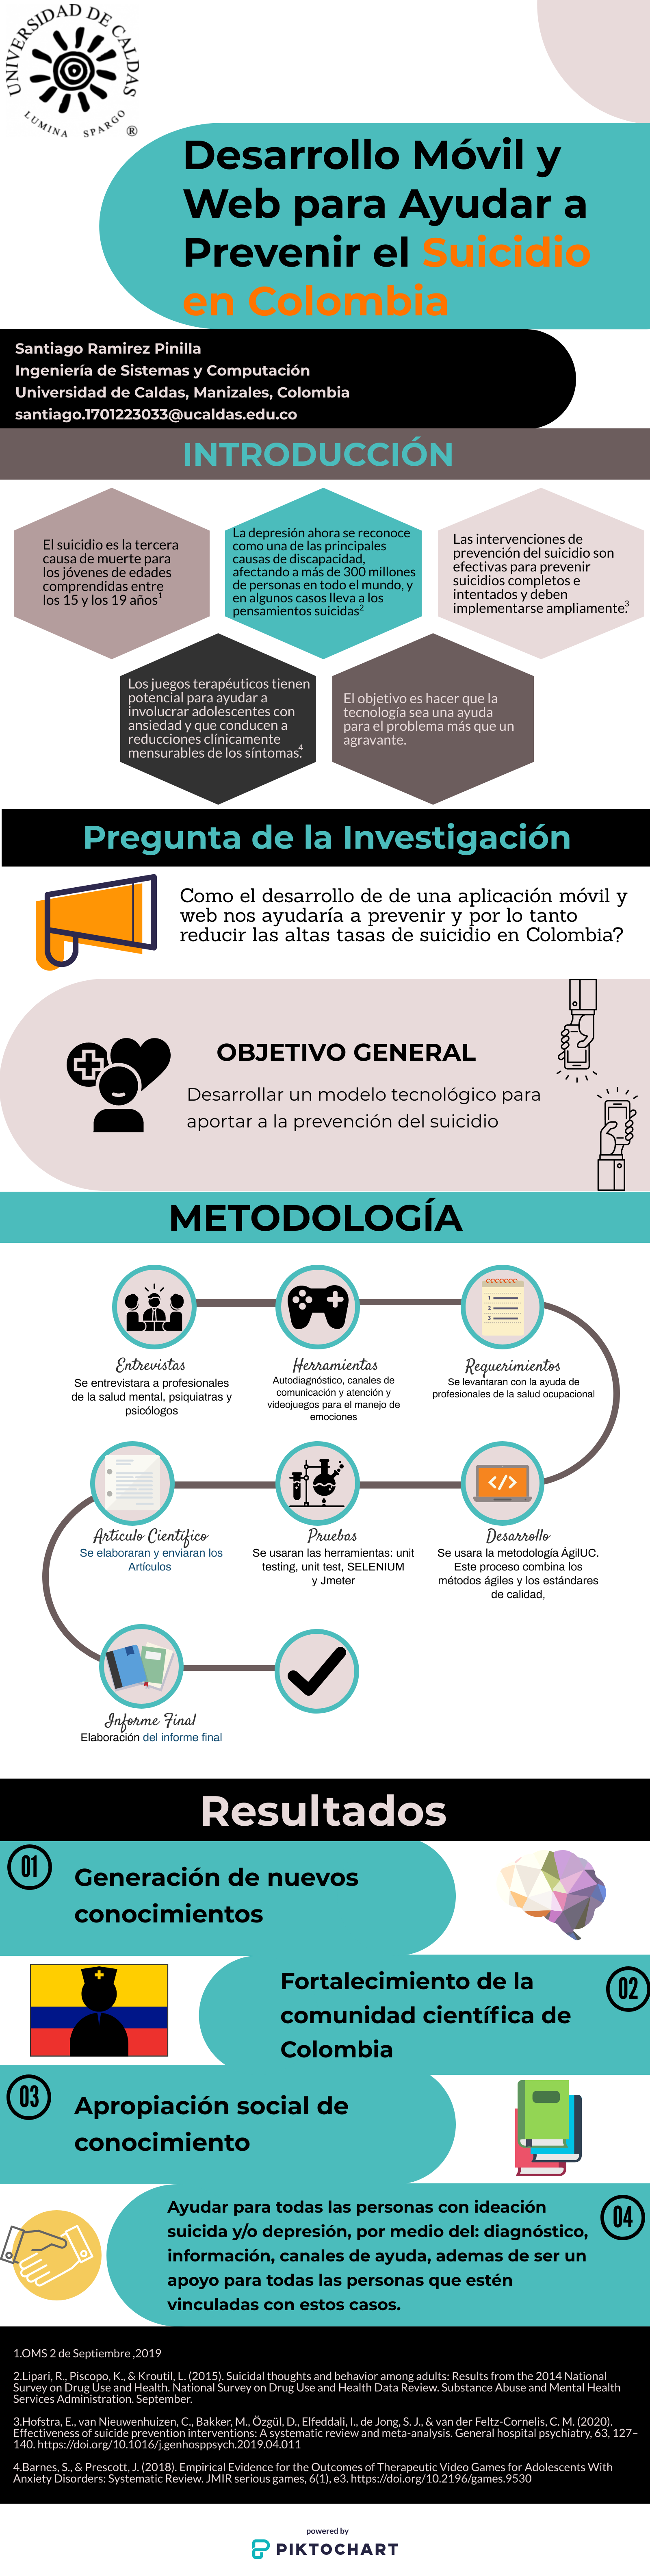 UNIVERSIDAD DE CALDAS
LUMINA SPARGO
®
Desarrollo Móvil y
Web para Ayudar a
Prevenir el Suicidio
en Colombia
Santiago Ramirez Pinilla
Ingeniería de Sistemas y Computación
Universidad de Caldas, Manizales, Colombia
santiago.1701223033@ucaldas.edu.co
INTRODUCCIÓN
El suicidio es la tercera
causa de muerte para
los jóvenes de edades
comprendidas entre
los 15 y los 19 años1
La depresión ahora se reconoce
como una de las principales
causas de discapacidad,
afectando a más de 300 millones
de personas en todo el mundo, y
en algunos casos lleva a los
pensamientos suicidas2
Las intervenciones de
prevención del suicidio son
efectivas para prevenir
suicidios completos e
intentados y deben
implementarse ampliamente.3
Los juegos terapéuticos tienen
potencial para ayudar a
involucrar adolescentes con
ansiedad y que conducen a
reducciones clínicamente
mensurables de los síntomas.4
El objetivo es hacer que la
tecnología sea una ayuda
para el problema más que un
agravante.
Pregunta de la Investigación
Como el desarrollo de de una aplicación móvil y
web nos ayudaría a prevenir y por lo tanto
reducir las altas tasas de suicidio en Colombia?
OBJETIVO GENERAL
Desarrollar un modelo tecnológico para
aportar a la prevención del suicidio
METODOLOGÍA
1
2
3
Entrevistas
Se entrevistara a profesionales
de la salud mental, psiquiatras y
psicólogos
Herramientas
Autodiagnóstico, canales de
comunicación y atención y
videojuegos para el manejo de
emociones
Requerimientos
Se levantaran con la ayuda de
profesionales de la salud ocupacional
</>
Artículo Científico
Se elaboraran y enviaran los
Artículos
Pruebas
Se usaran las herramientas: unit
testing, unit test, SELENIUM
y Jmeter
Desarrollo
Se usara la metodología ÁgilUC.
Este proceso combina los
métodos ágiles y los estándares
de calidad,
Informe Final
Elaboración del informe final
Resultados
01
Generación de nuevos
conocimientos
Fortalecimiento de la
comunidad científica de
Colombia
02
03
Apropiación social de
conocimiento
Ayudar para todas las personas con ideación
suicida y/o depresión, por medio del: diagnóstico,
información, canales de ayuda, ademas de ser un
apoyo para todas las personas que estén
vinculadas con estos casos.
04
1.OMS 2 de Septiembre ,2019
2.Lipari, R., Piscopo, K., & Kroutil, L. (2015). Suicidal thoughts and behavior among adults: Results from the 2014 National
Survey on Drug Use and Health. National Survey on Drug Use and Health Data Review. Substance Abuse and Mental Health
Services Administration. September.
3.Hofstra, E., van Nieuwenhuizen, C., Bakker, M., Özgül, D., Elfeddali, I., de Jong, S. J., & van der Feltz-Cornelis, C. M. (2020).
Effectiveness of suicide prevention interventions: A systematic review and meta-analysis. General hospital psychiatry, 63, 127–
140. https://doi.org/10.1016/j.genhosppsych.2019.04.011
4.Barnes, S., & Prescott, J. (2018). Empirical Evidence for the Outcomes of Therapeutic Video Games for Adolescents With
Anxiety Disorders: Systematic Review. JMIR serious games, 6(1), e3. https://doi.org/10.2196/games.9530
powered by
PIKTOCHART